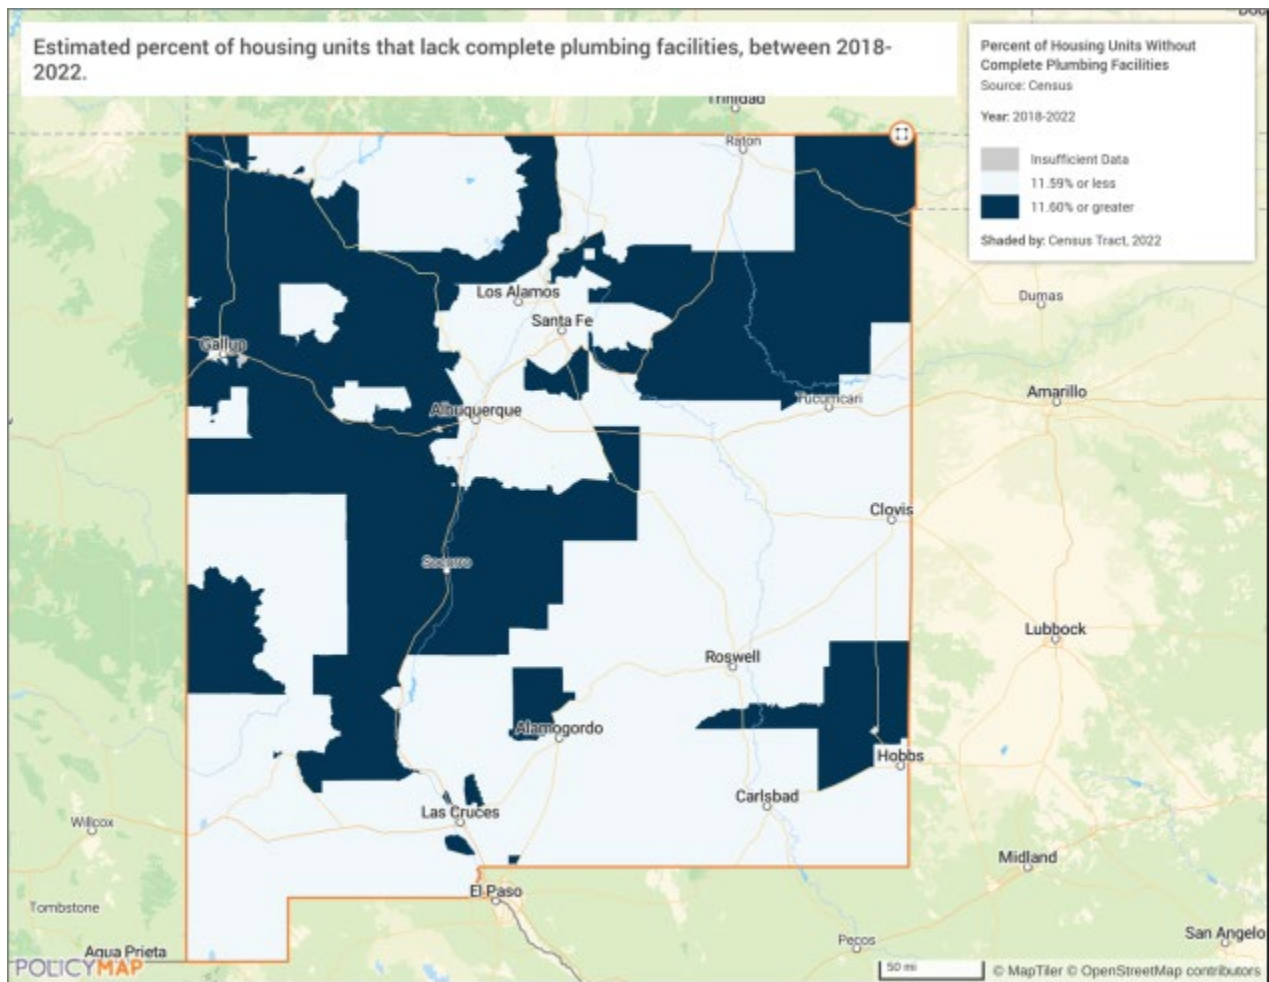 Estimated percent of housing units that lack complete plumbing facilities, between 2018-
2022.
Percent of Housing Units Without
Complete Plumbing Facilities
Source: Census
Year: 2018-2022
Insufficient Data
11.59% or less
11.60% or greater
Shaded by: Census Tract, 2022
Trinidad
Raton
Los Alamos
Dumas
Santa Fe
Gallup
Amarillo
Tucumcari
Albuquerque
Clovis
Socorro
Lubbock
Roswell
Alamogordo
Hobbs
Carlsbad
Las Cruces
Willcox
Midland
El Paso
Tombstone
San Angelo
Pecos
Agua Prieta
POLICYMAP
50 mi
© MapTiler © OpenStreetMap contributors